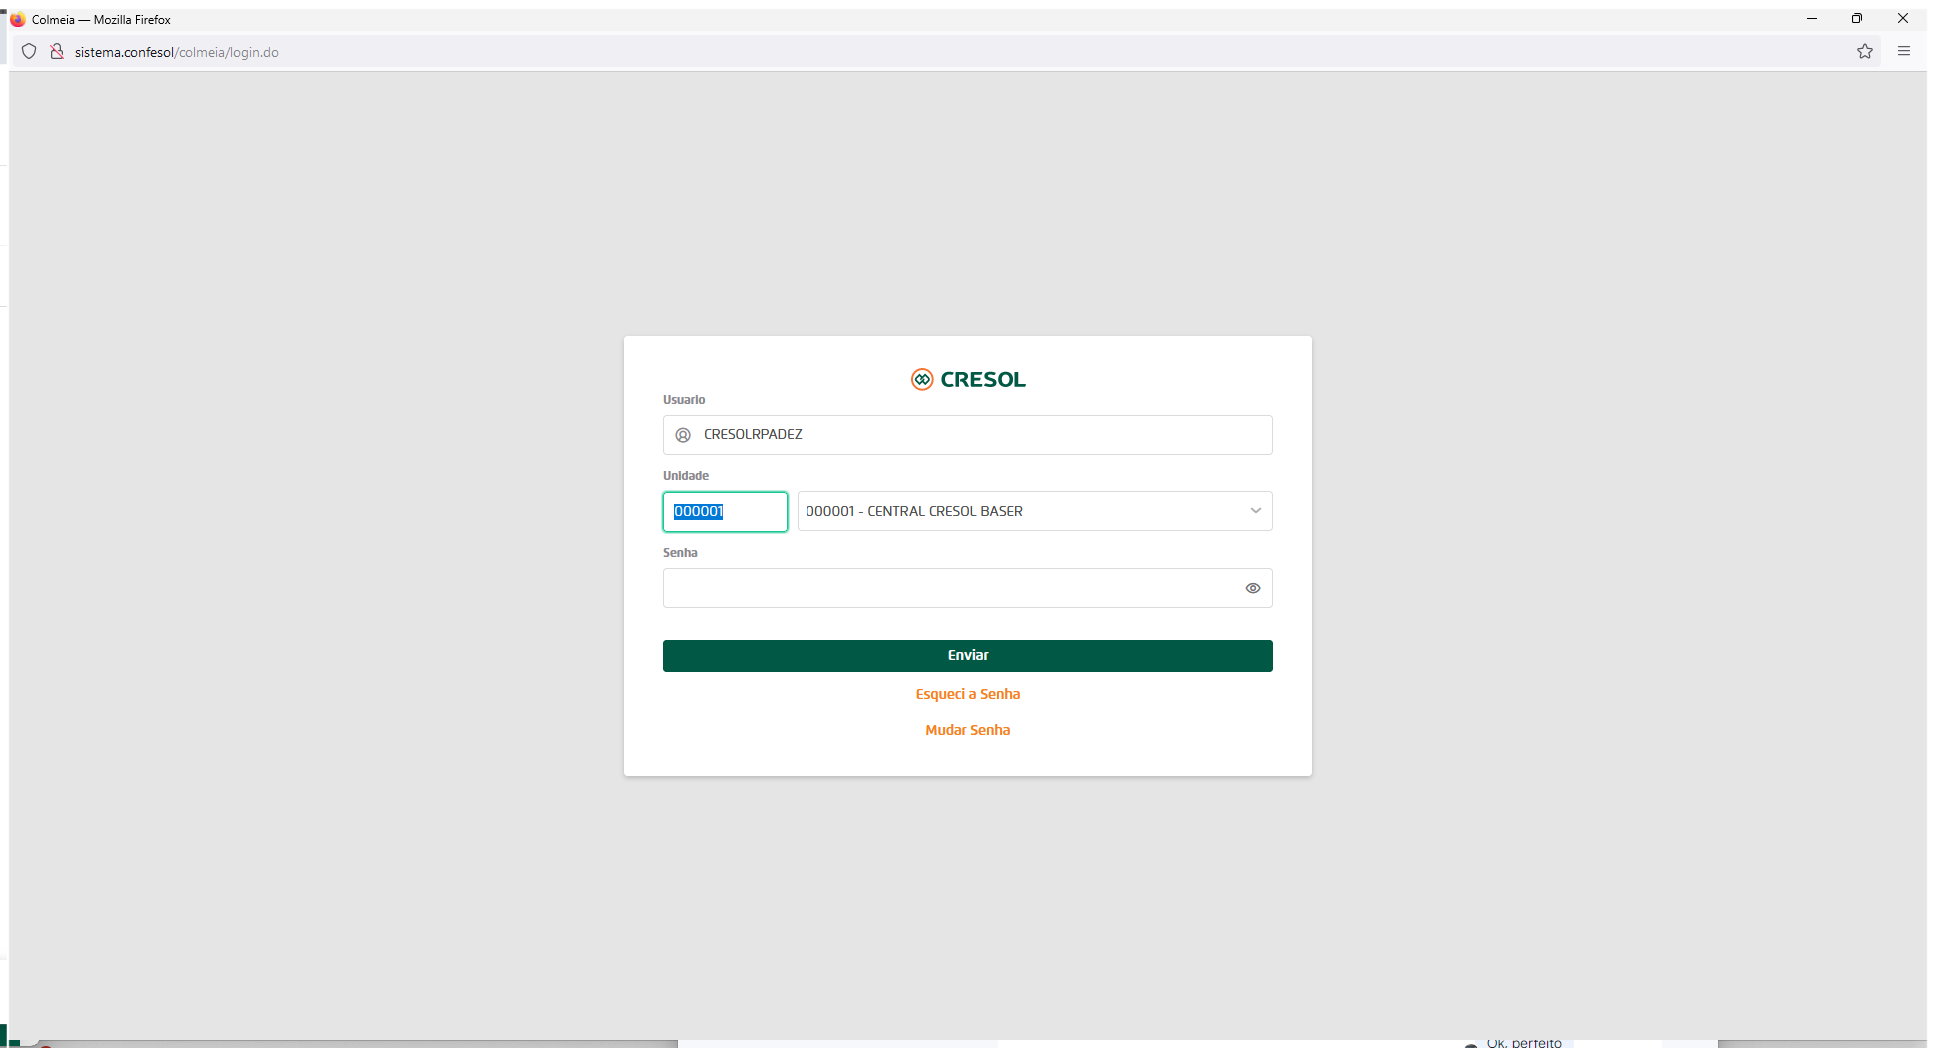 Colmeia — Mozilla Firefox
sistema.confesol/colmeia/login.do
CRESOL
Usuario
CRESOLRPADEZ
Unidade
000001
000001 - CENTRAL CRESOL BASER
Senha
Enviar
Esqueci a Senha
Mudar Senha
Ok, perfeito